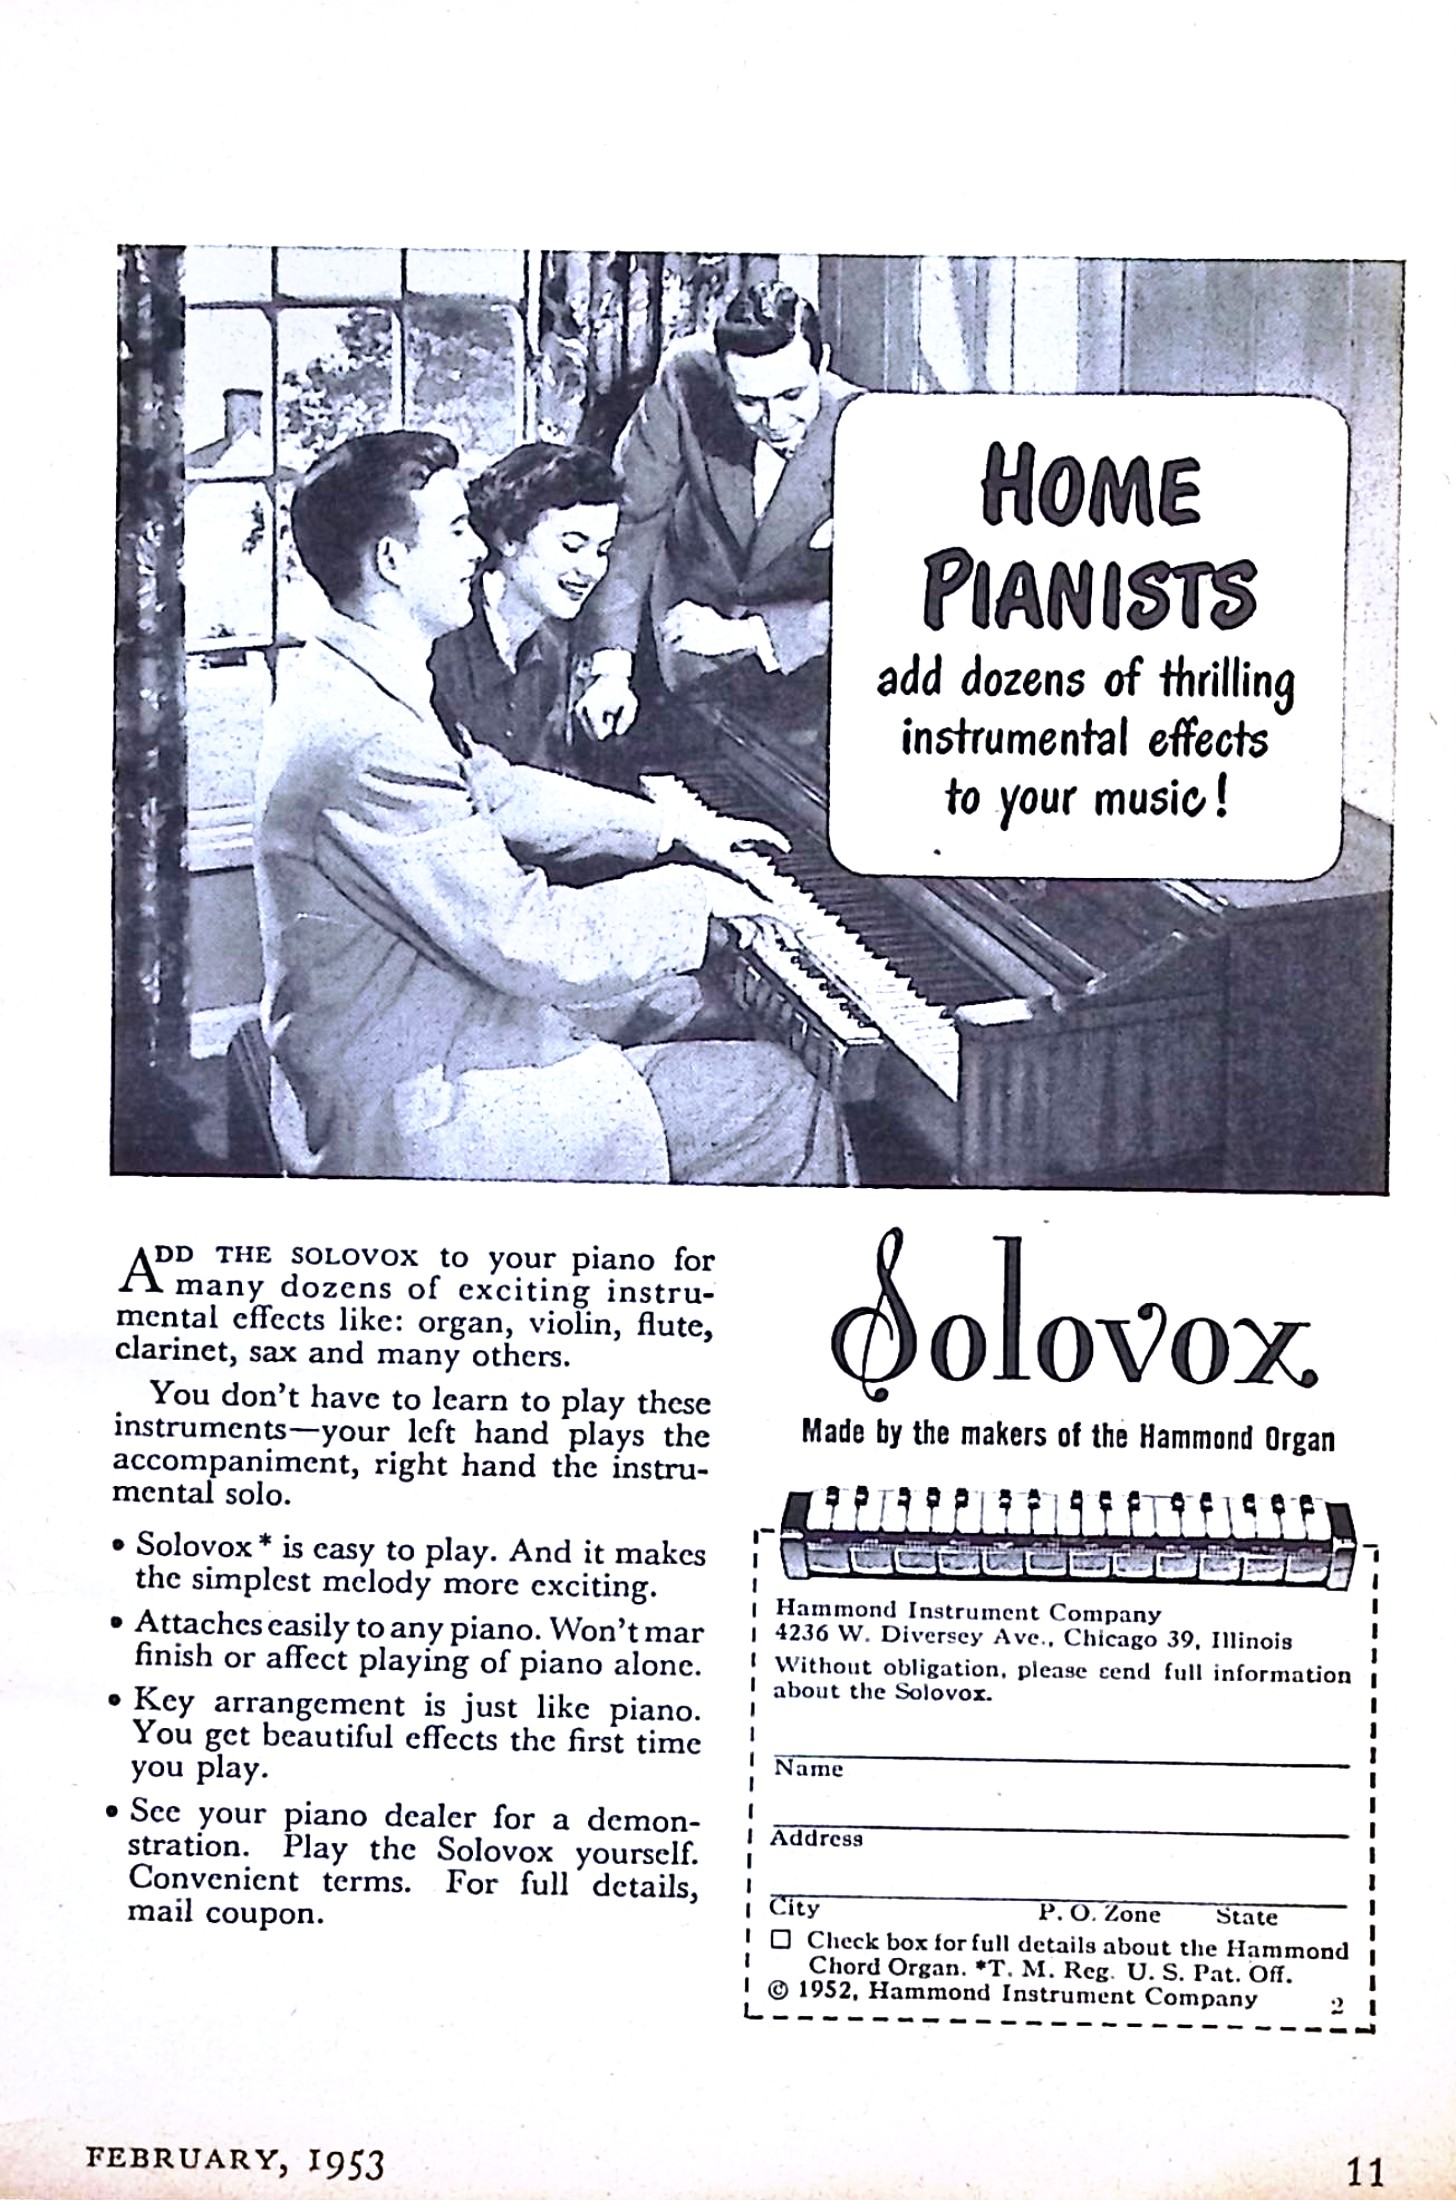 HOME
PIANISTS
add dozens of thrilling
instrumental effects
to your music!
ADD THE SOLOVOX to your piano for
many dozens of exciting instru-
mental effects like: organ, violin, flute,
clarinet, sax and many others.
You don't have to learn to play these
instruments—your left hand plays the
accompaniment, right hand the instru-
mental solo.
• Solovox* is easy to play. And it makes
the simplest melody more exciting.
• Attaches easily to any piano. Won't mar
finish or affect playing of piano alone.
• Key arrangement is just like piano.
You get beautiful effects the first time
you play.
• See your piano dealer for a demon-
stration. Play the Solovox yourself.
Convenient terms. For full details,
mail coupon.
Solovox
Made by the makers of the Hammond Organ
Hammond Instrument Company
4236 W. Diversey Ave., Chicago 39, Illinois
Without obligation, please send full information
about the Solovox.
Name
Address
City P. O. Zone State
☐ Check box for full details about the Hammond
Chord Organ. *T. M. Reg. U. S. Pat. Off.
© 1952, Hammond Instrument Company 2
FEBRUARY, 1953
11